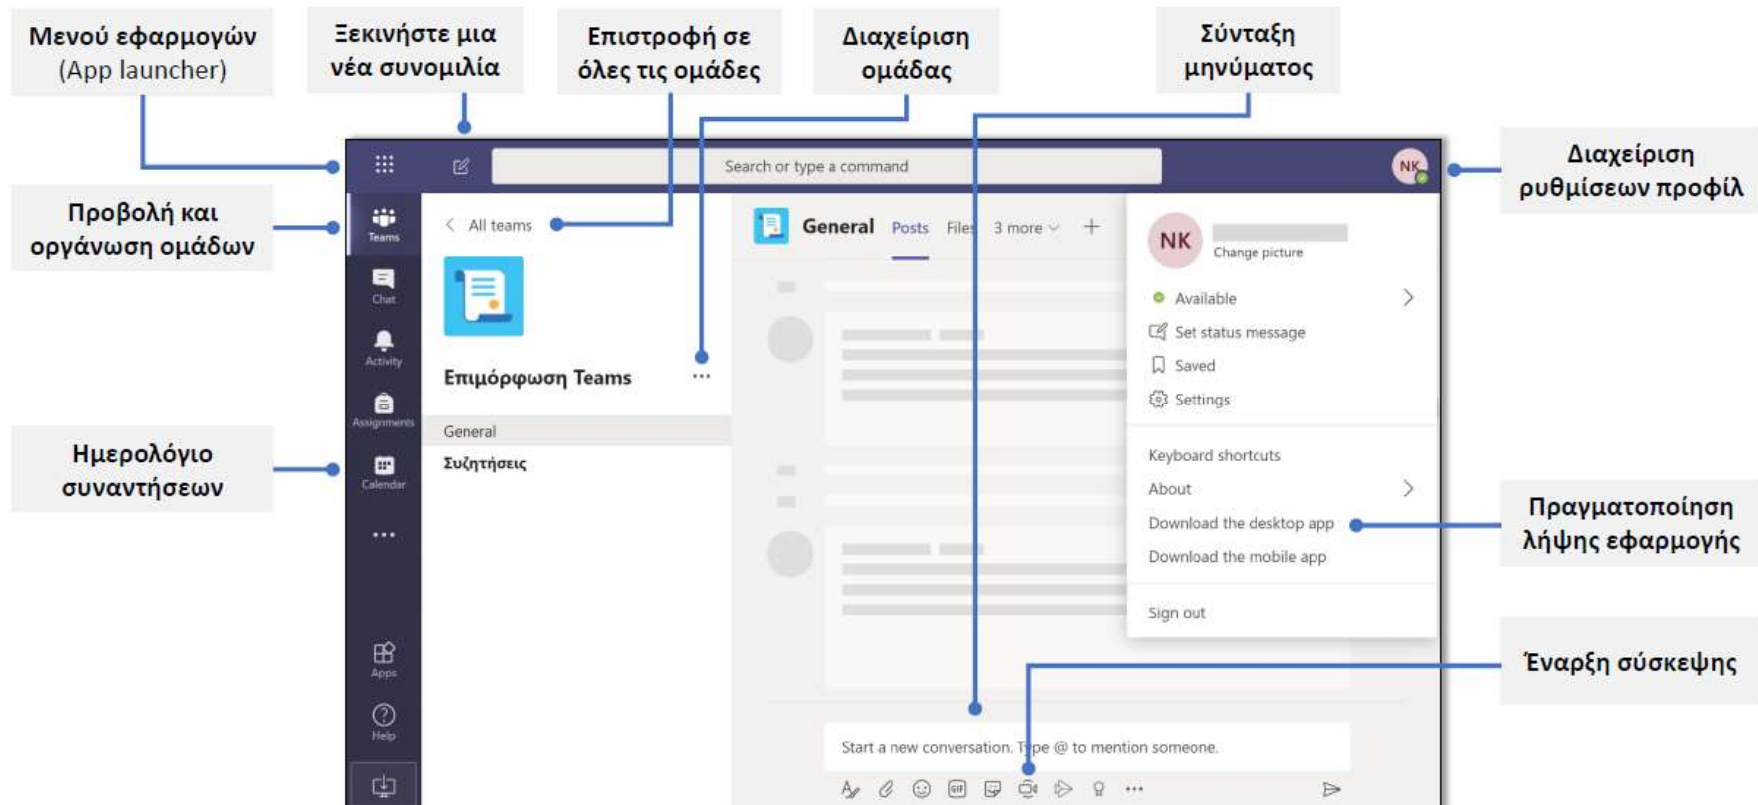 Μενού εφαρμογών
(App launcher)
Ξεκινήστε μια
νέα συνομιλία
Επιστροφή σε
όλες τις ομάδες
Διαχείριση
ομάδας
Σύνταξη
μηνύματος
Διαχείριση
ρυθμίσεων προφίλ
Προβολή και
οργάνωση ομάδων
Ημερολόγιο
συναντήσεων
Πραγματοποίηση
λήψης εφαρμογής
Έναρξη σύσκεψης
Search or type a command
NK
Teams
Chat
Activity
Assignments
Calendar
Apps
Help
All teams
Επιμόρφωση Teams
General
Συζητήσεις
General Posts Files 3 more
NK
Change picture
Available
Set status message
Saved
Settings
Keyboard shortcuts
About
Download the desktop app
Download the mobile app
Sign out
Start a new conversation. Type @ to mention someone.
GIF